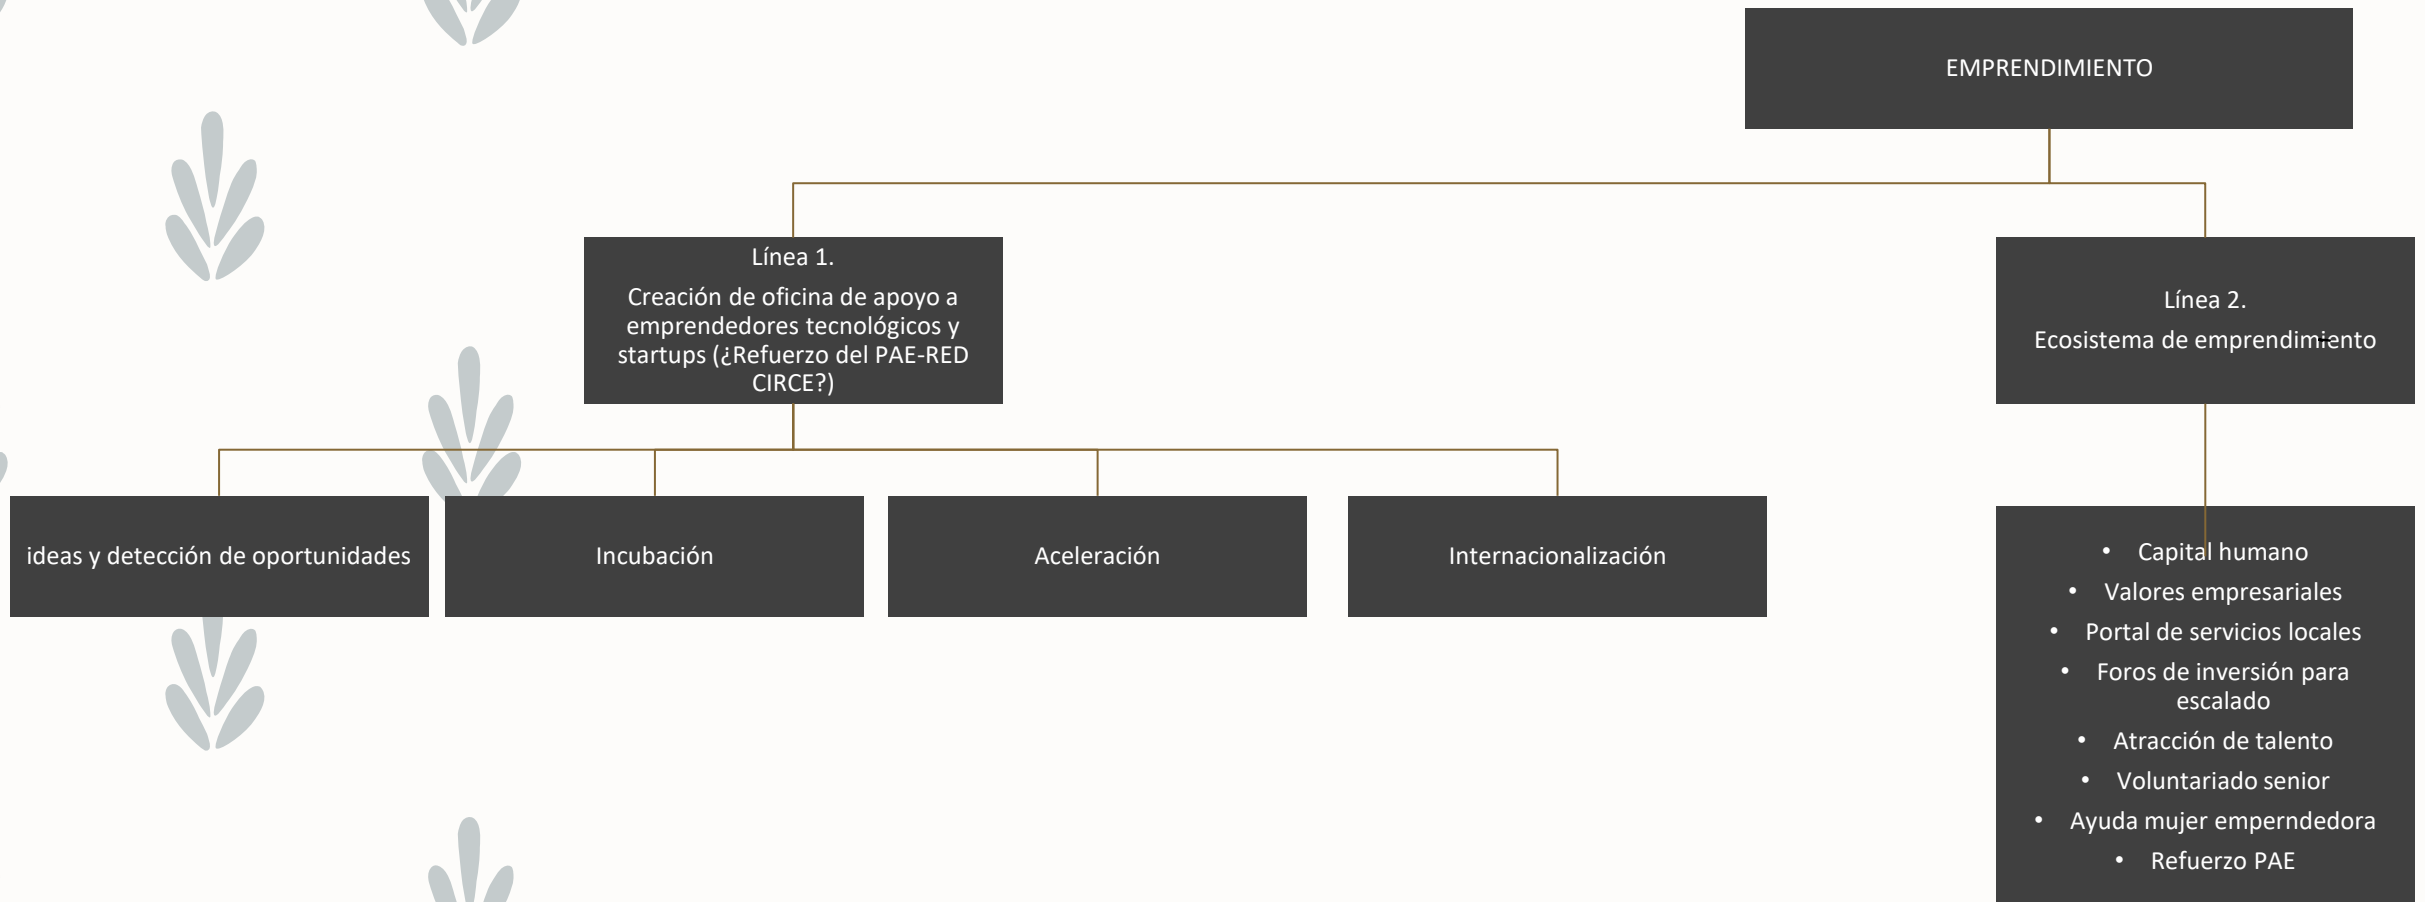 EMPRENDIMIENTO
Línea 1.
Creación de oficina de apoyo a
emprendedores tecnológicos y
startups (¿Refuerzo del PAE-RED
CIRCE?)
Línea 2.
Ecosistema de emprendimiento
ideas y detección de oportunidades
Incubación
Aceleración
Internacionalización
• Capital humano
• Valores empresariales
• Portal de servicios locales
• Foros de inversión para
escalado
• Atracción de talento
• Voluntariado senior
• Ayuda mujer emperndedora
• Refuerzo PAE